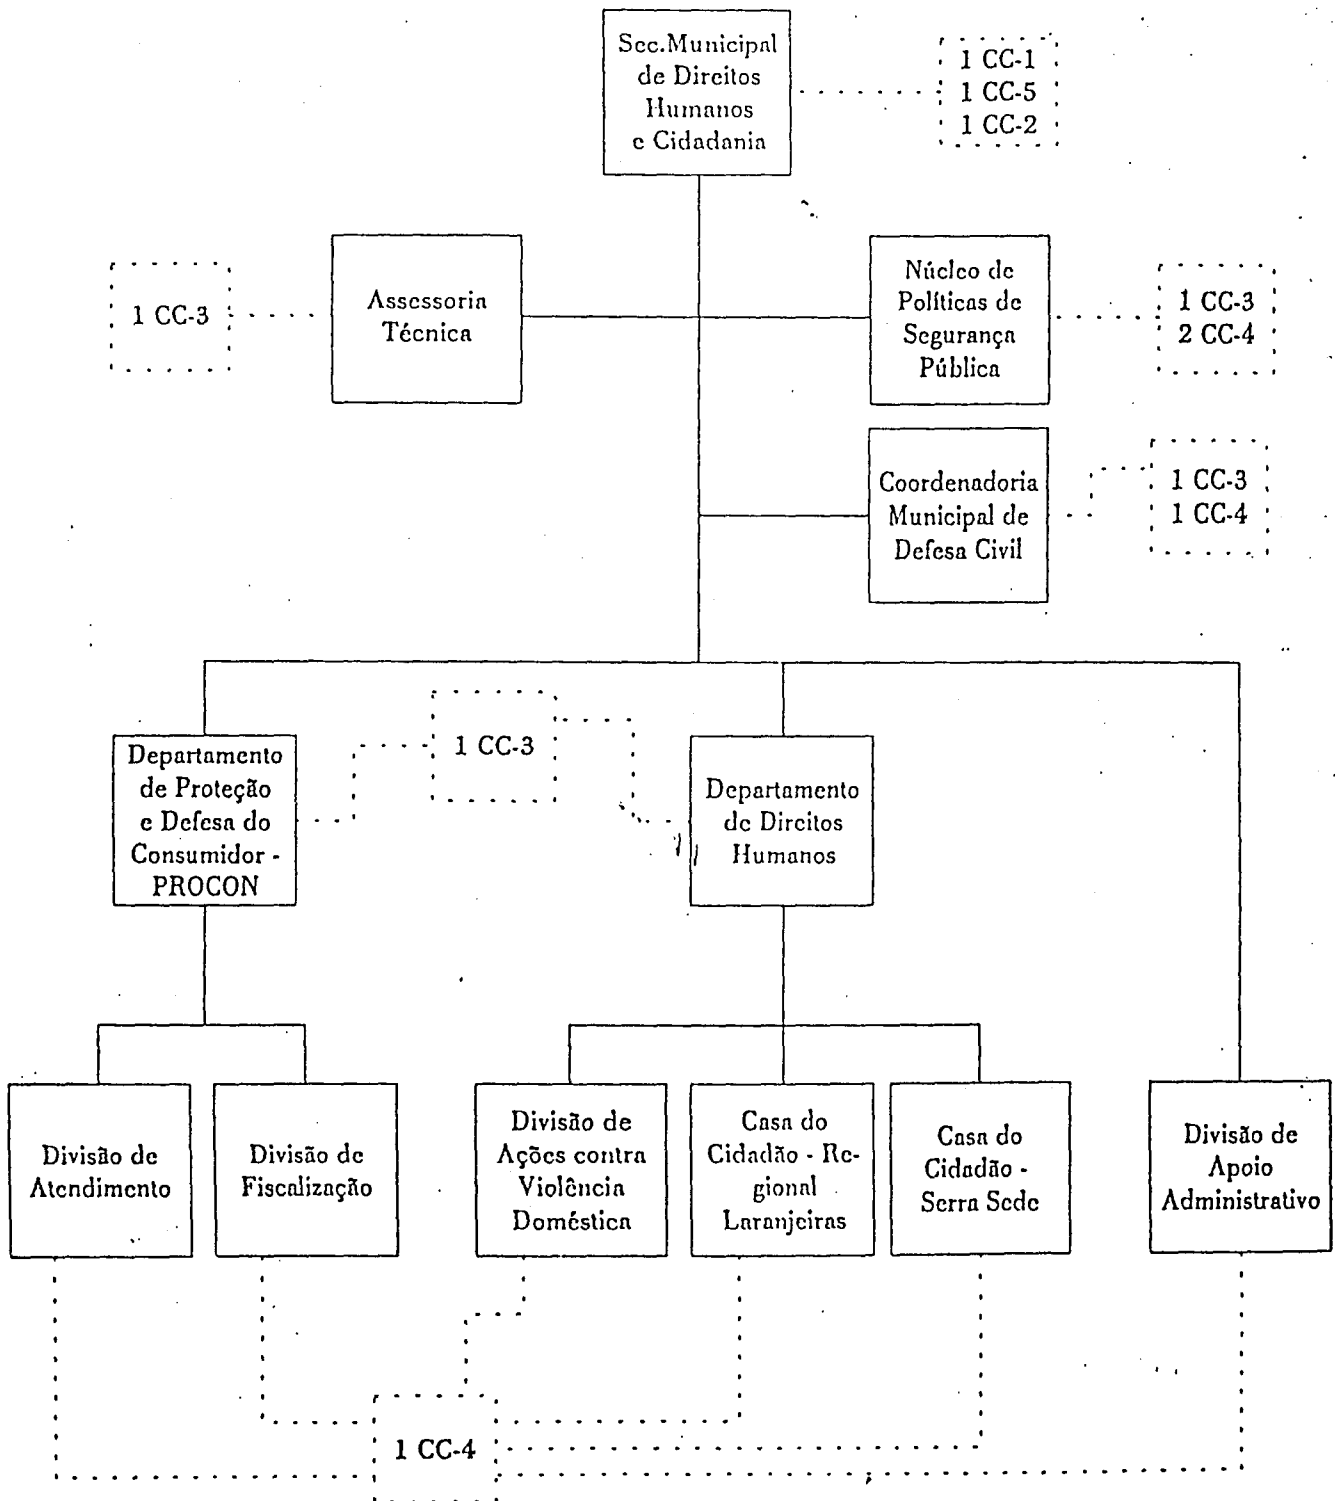 Sec.Municipal
de Direitos
Humanos
e Cidadania
1 CC-1
1 CC-5
1 CC-2
1 CC-3
Assessoria
Técnica
Núcleo de
Políticas de
Segurança
Pública
1 CC-3
2 CC-4
Coordenadoria
Municipal de
Defesa Civil
1 CC-3
1 CC-4
Departamento
de Proteção
e Defesa do
Consumidor -
PROCON
1 CC-3
Departamento
de Direitos
Humanos
Divisão de
Atendimento
Divisão de
Fiscalização
Divisão de
Ações contra
Violência
Doméstica
Casa do
Cidadão - Re-
gional
Laranjeiras
Casa do
Cidadão -
Serra Sede
Divisão de
Apoio
Administrativo
1 CC-4